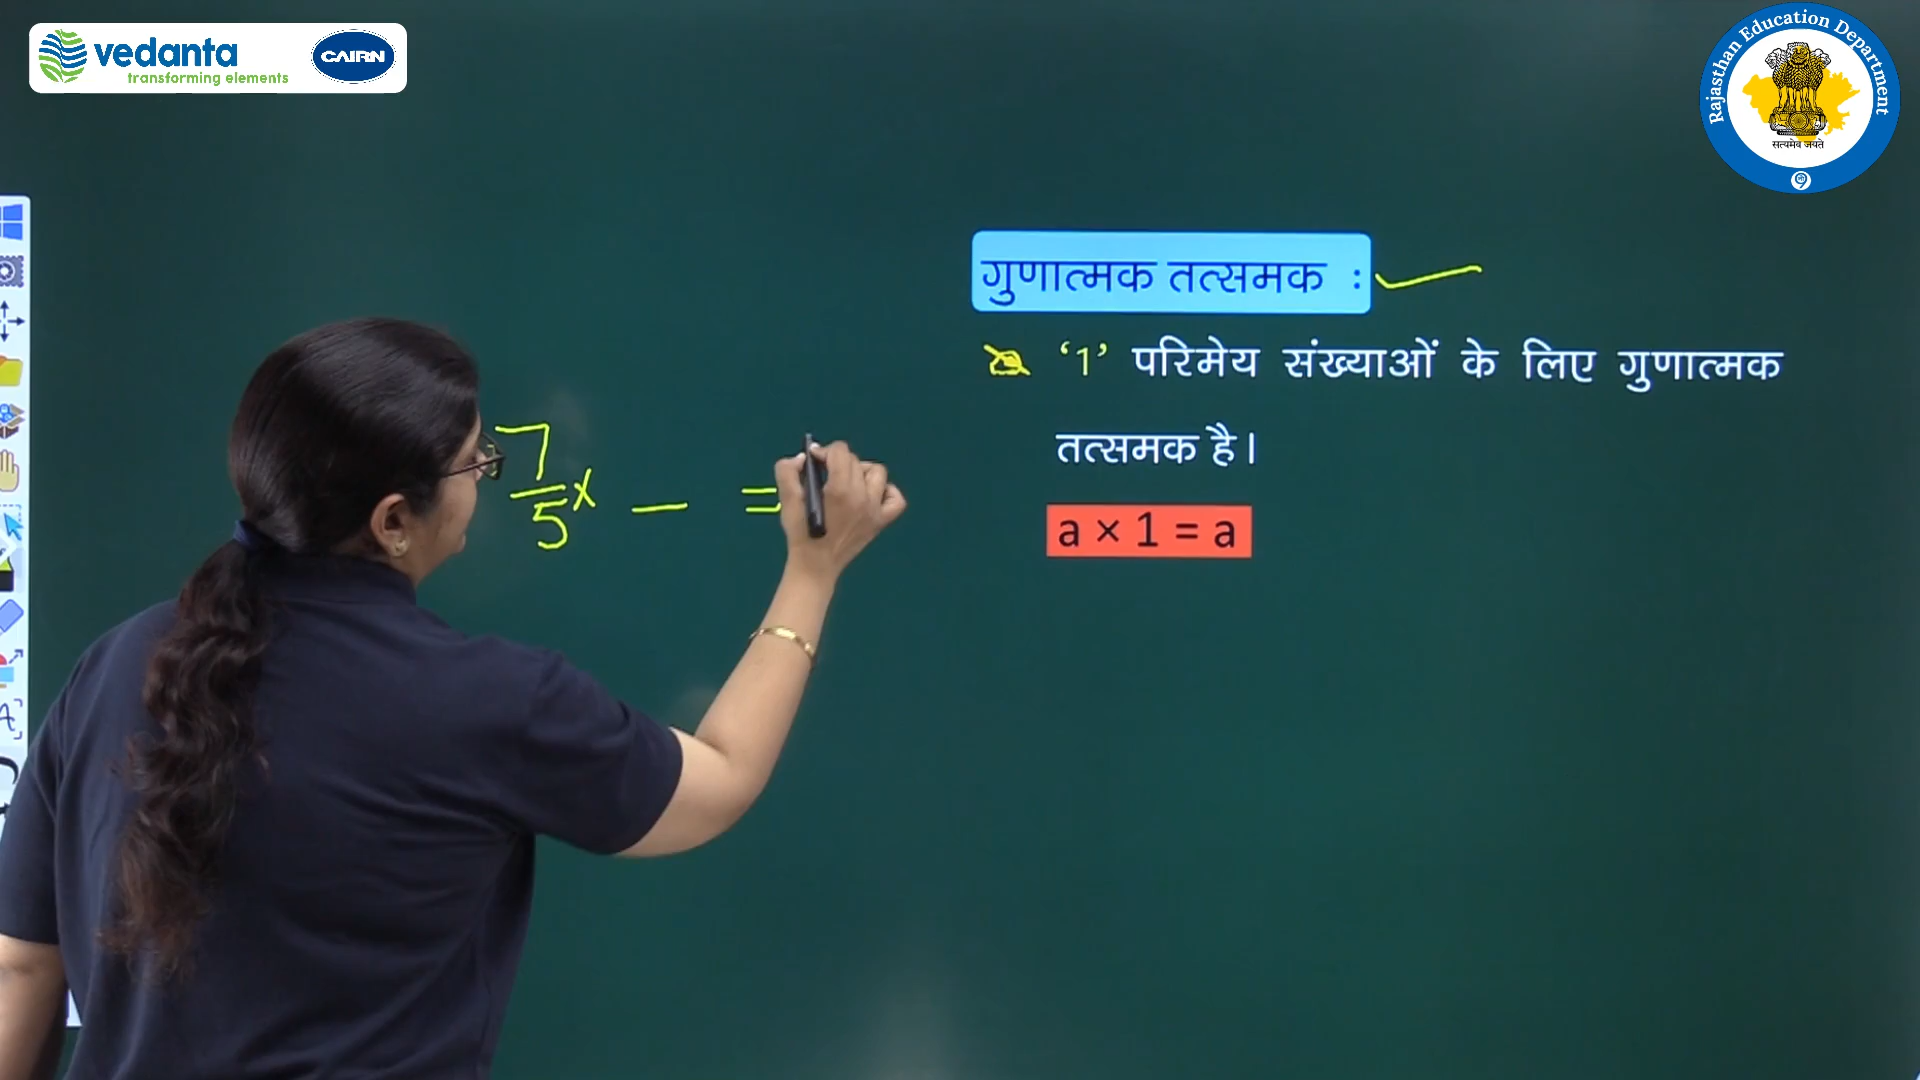 vedanta
transforming elements
CAIRN
Rajasthan Education Department
सत्यमेव जयते
गुणात्मक तत्समक :
‘1’ परिमेय संख्याओं के लिए गुणात्मक
तत्समक है।
a × 1 = a
7/5 x _ =